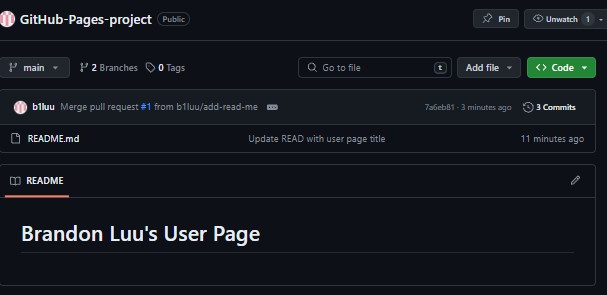 GitHub-Pages-project Public Pin Unwatch 1
main 2 Branches 0 Tags Go to file t Add file Code
b1luu Merge pull request #1 from b1luu/add-read-me 7a6eb81 · 3 minutes ago 3 Commits
README.md Update READ with user page title 11 minutes ago
README
Brandon Luu's User Page